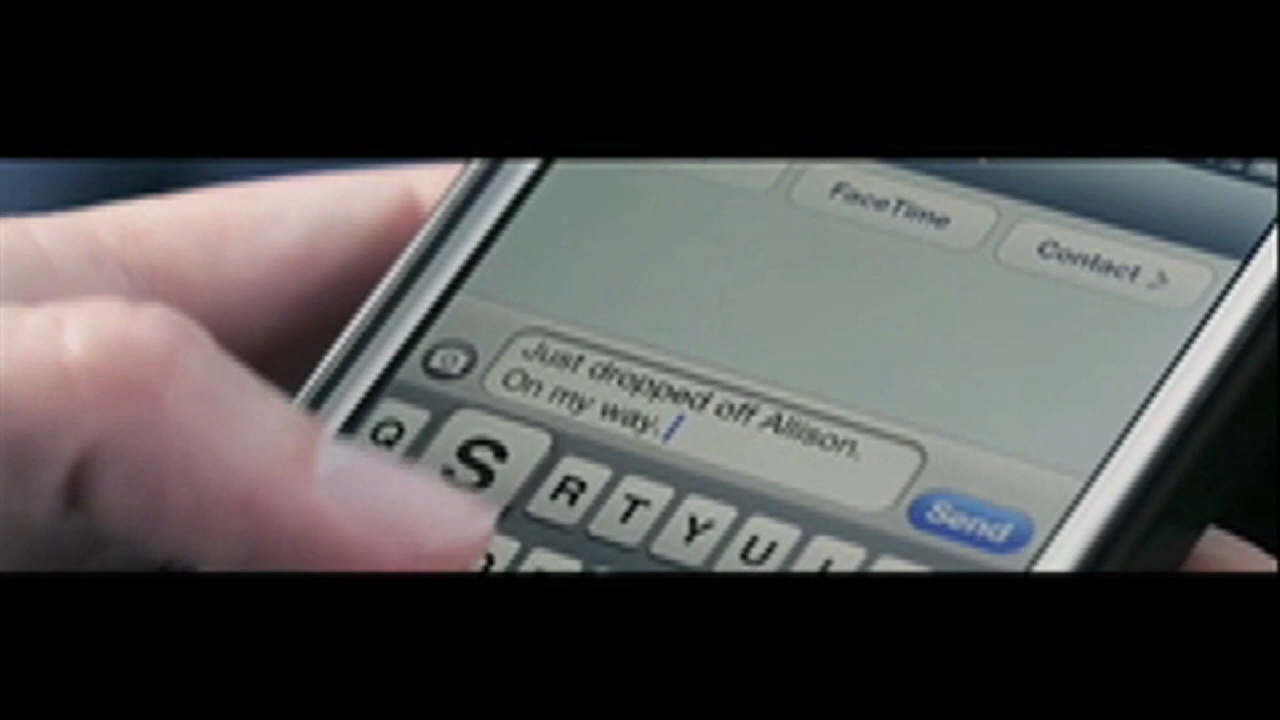 FaceTime
Contact >
Just dropped off Allison.
On my way.
Send
Q S R T Y U